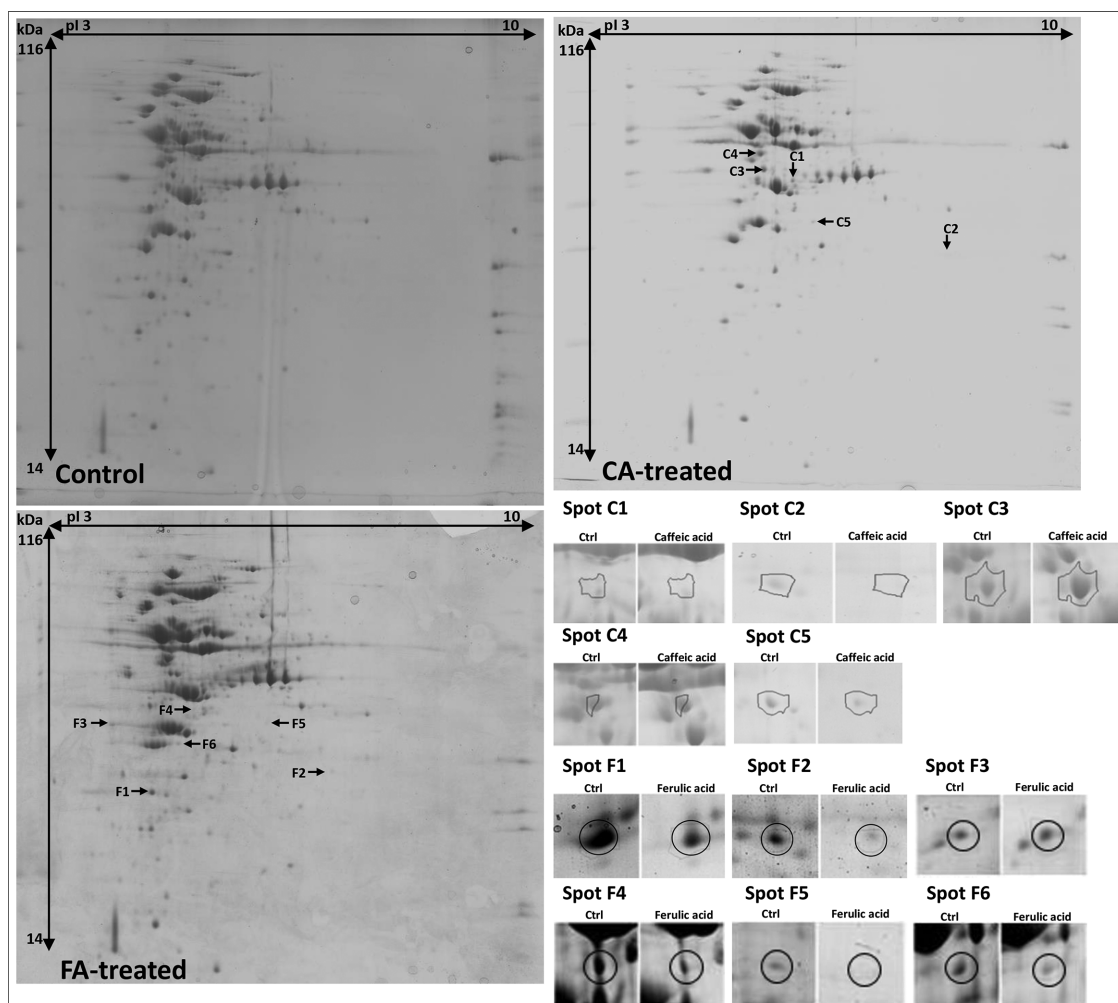 kDa pI 3 10
116
14
Control
kDa pI 3 10
116
C4 C1
C3
C5
C2
14
CA-treated
kDa pI 3 10
116
F4
F3 F5
F6
F2
F1
14
FA-treated
Spot C1 Spot C2 Spot C3
Ctrl Caffeic acid Ctrl Caffeic acid Ctrl Caffeic acid
Spot C4 Spot C5
Ctrl Caffeic acid Ctrl Caffeic acid
Spot F1 Spot F2 Spot F3
Ctrl Ferulic acid Ctrl Ferulic acid Ctrl Ferulic acid
Spot F4 Spot F5 Spot F6
Ctrl Ferulic acid Ctrl Ferulic acid Ctrl Ferulic acid